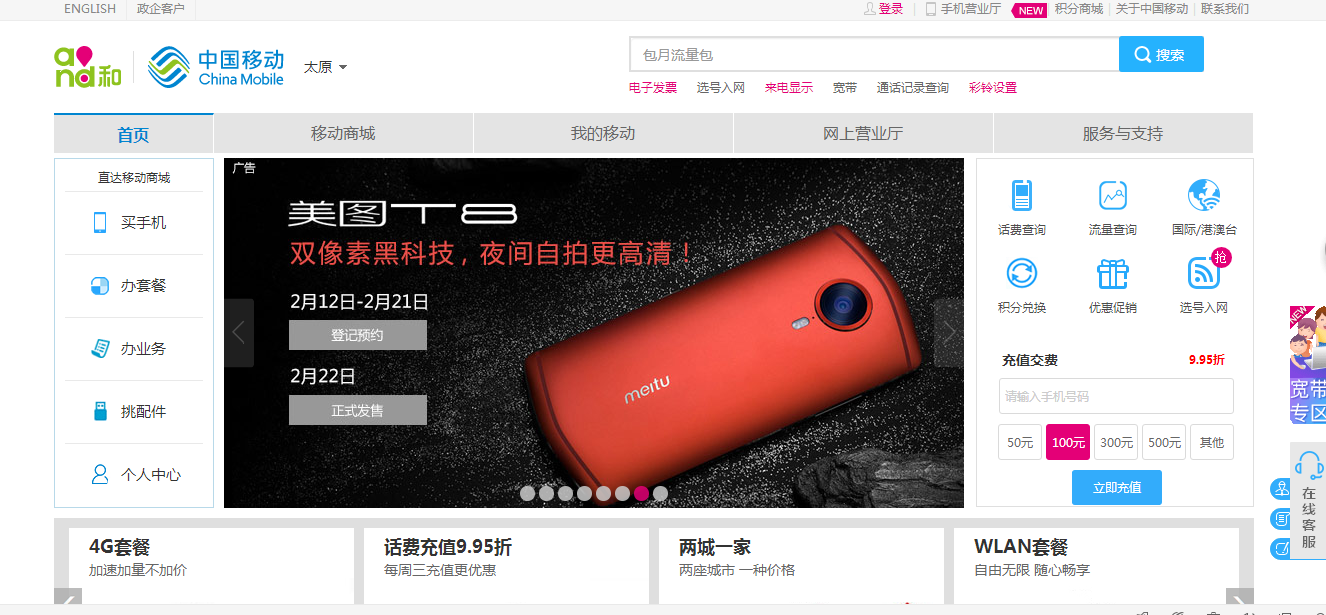 ENGLISH 政企客户 登录 手机营业厅 NEW 积分商城 关于中国移动 联系我们
and和 中国移动 China Mobile 太原
包月流量包 搜索
电子发票 选号入网 来电显示 宽带 通话记录查询 彩铃设置
首页 移动商城 我的移动 网上营业厅 服务与支持
直达移动商城
买手机
办套餐
办业务
挑配件
个人中心
广告
美图T8
双像素黑科技，夜间自拍更高清！
2月12日-2月21日
登记预约
2月22日
正式发售
meitu
话费查询 流量查询 国际/港澳台
抢
积分兑换 优惠促销 选号入网
充值交费 9.95折
请输入手机号码
50元 100元 300元 500元 其他
立即充值
NEW
宽带
专区
在线客服
4G套餐
加速加量不加价
话费充值9.95折
每周三充值更优惠
两城一家
两座城市 一种价格
WLAN套餐
自由无限 随心畅享